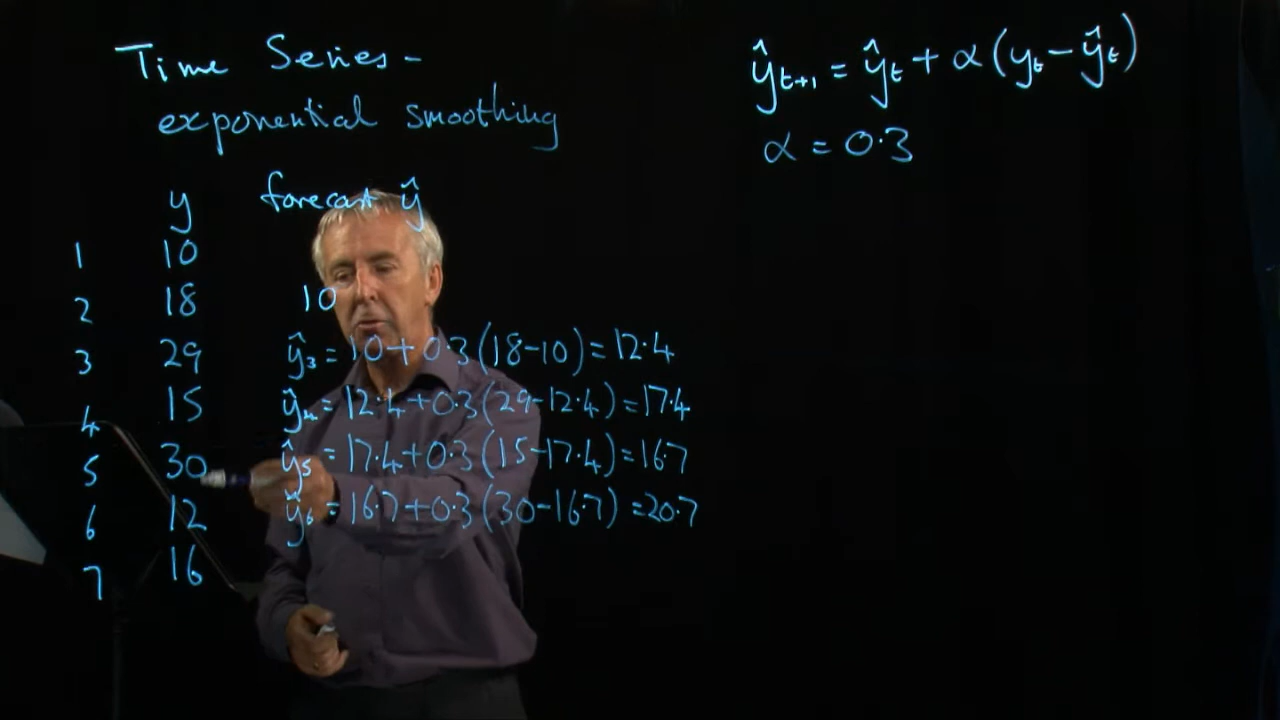 Time Series -
exponential smoothing
ŷₜ₊₁ = ŷₜ + α(yₜ - ŷₜ)
α = 0.3
y forecast ŷ
1 10
2 18 10
3 29 ŷ₃ = 10 + 0.3(18-10) = 12.4
4 15 ŷ₄ = 12.4 + 0.3(29-12.4) = 17.4
5 30 ŷ₅ = 17.4 + 0.3(15-17.4) = 16.7
6 12 ŷ₆ = 16.7 + 0.3(30-16.7) = 20.7
7 16